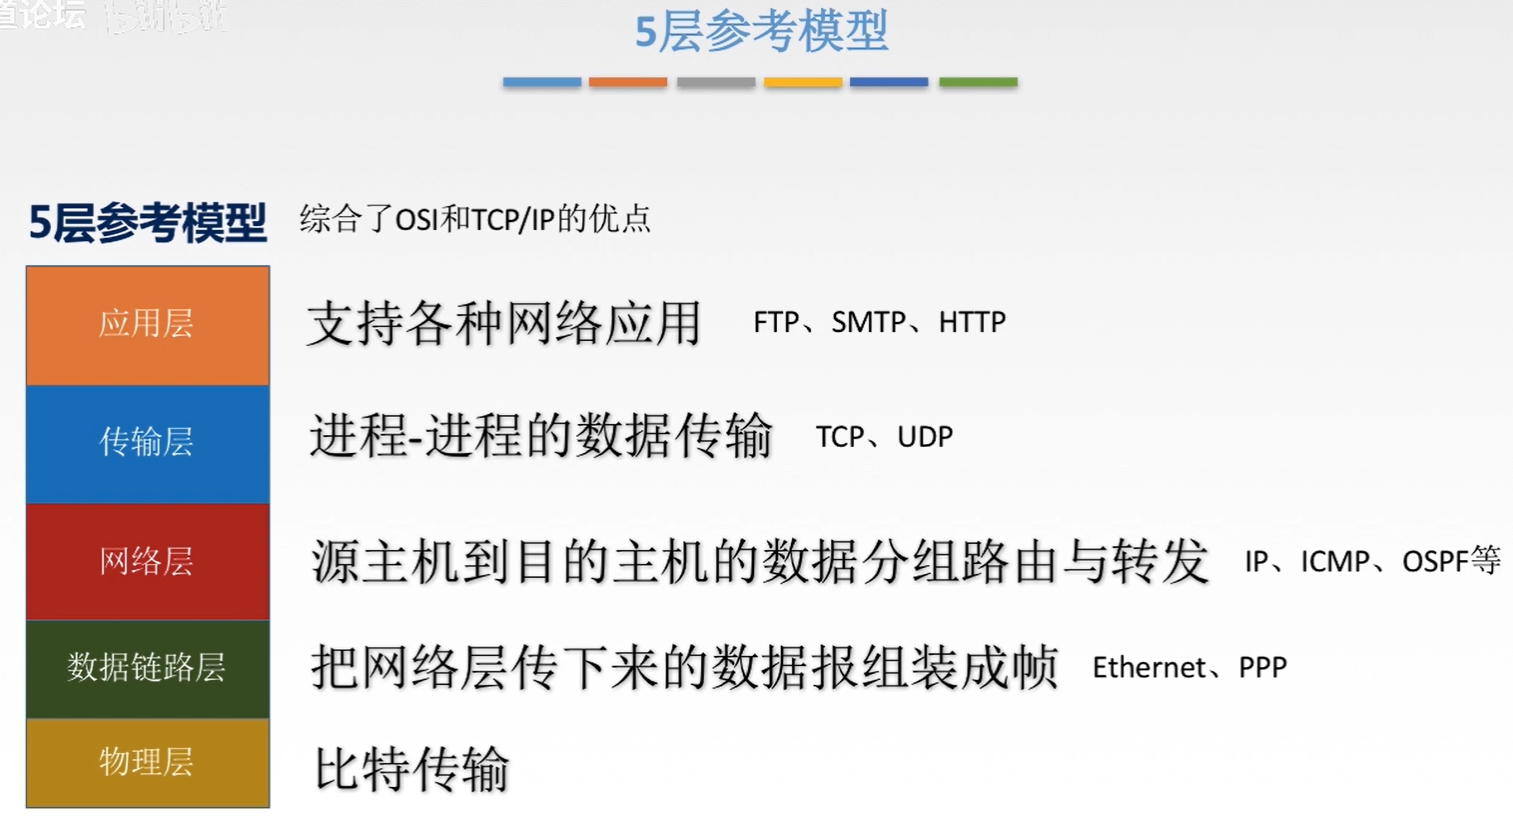 道论坛 bilibili
5层参考模型
5层参考模型 综合了OSI和TCP/IP的优点
应用层 支持各种网络应用 FTP、SMTP、HTTP
传输层 进程-进程的数据传输 TCP、UDP
网络层 源主机到目的主机的数据分组路由与转发 IP、ICMP、OSPF等
数据链路层 把网络层传下来的数据报组装成帧 Ethernet、PPP
物理层 比特传输